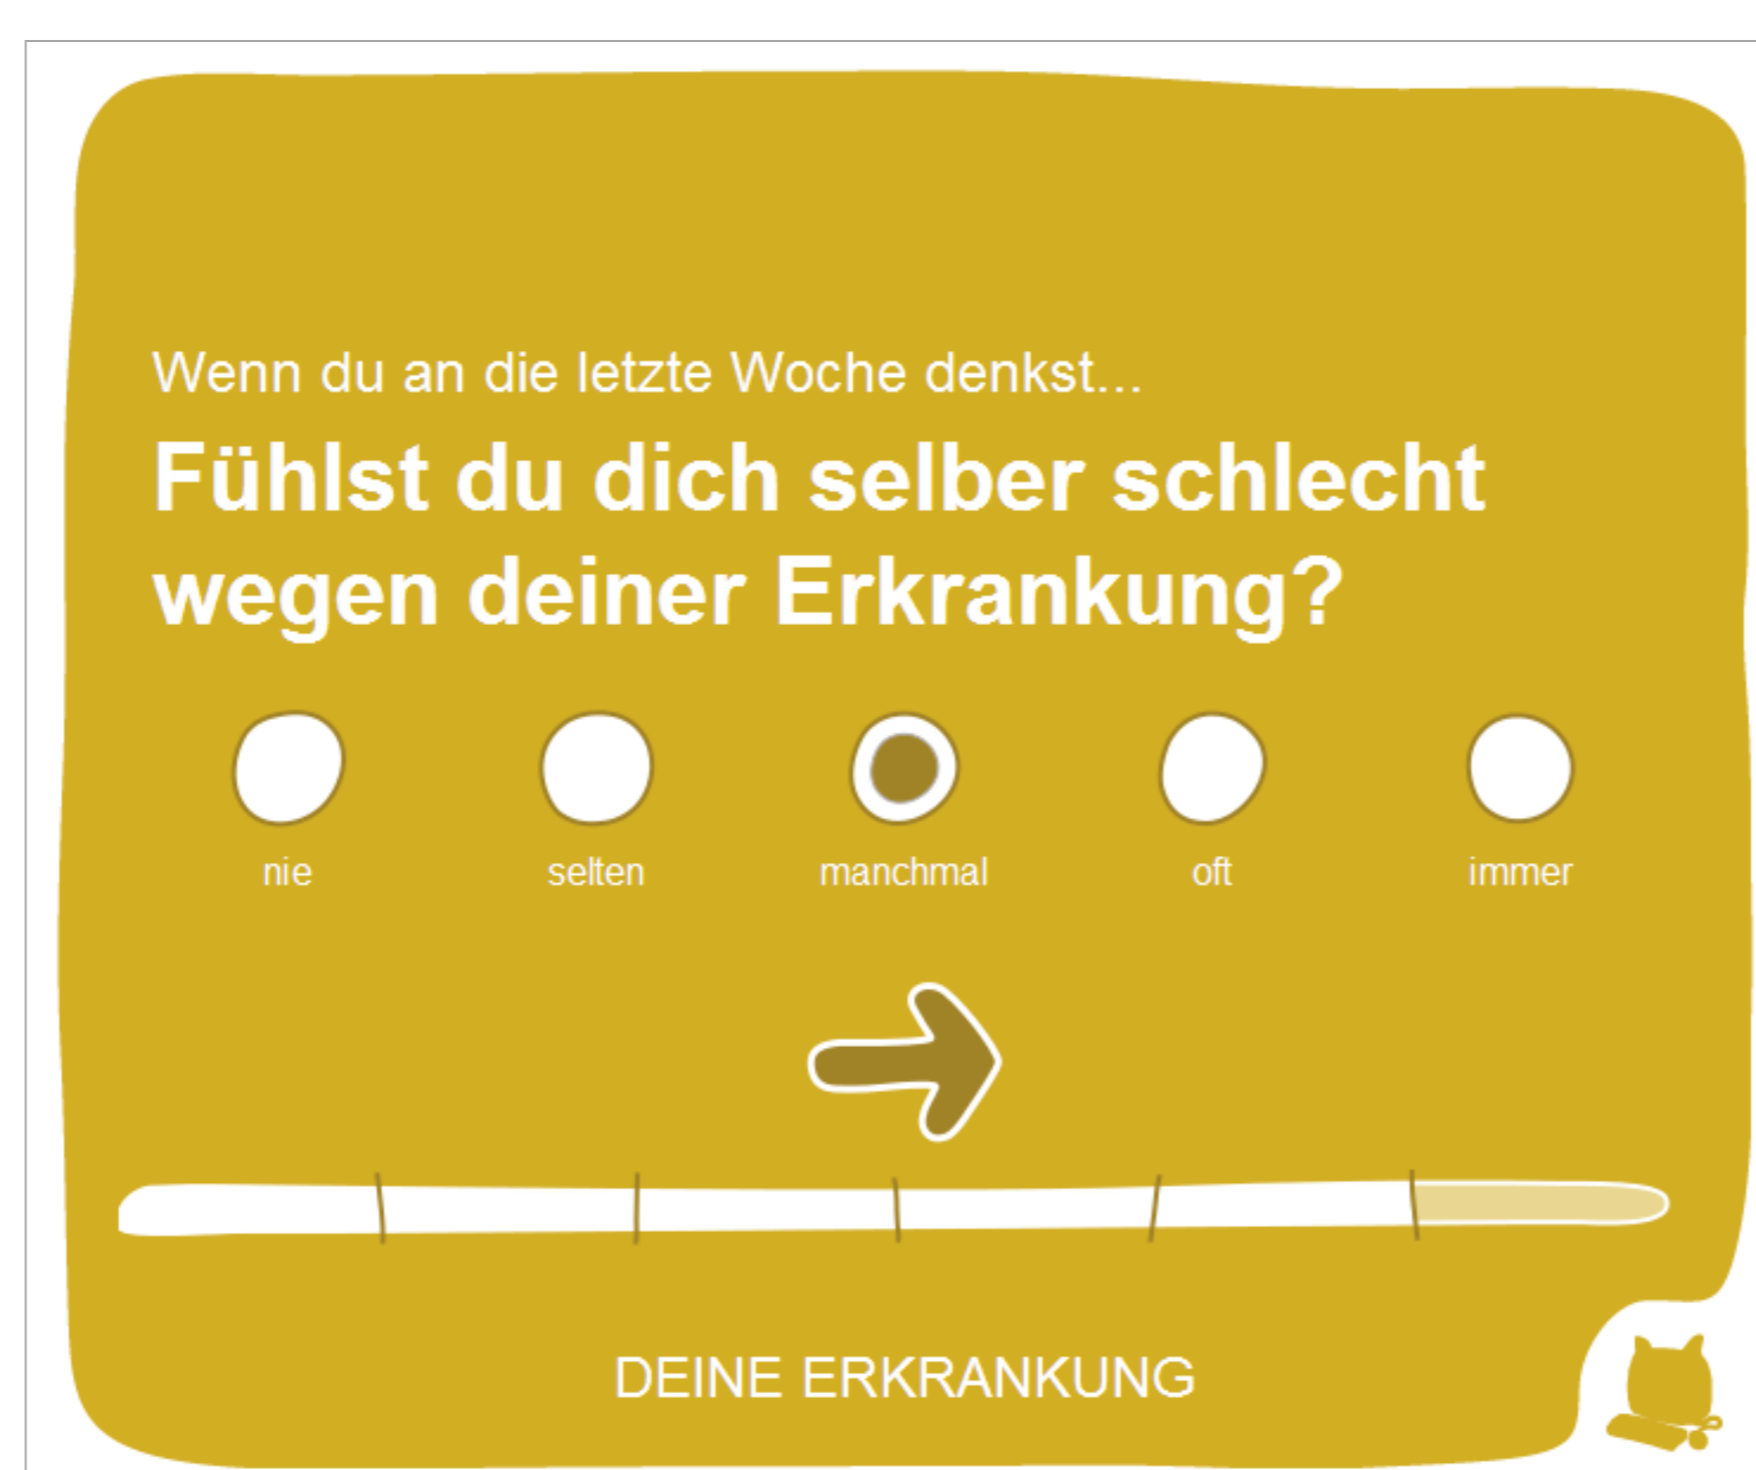 Wenn du an die letzte Woche denkst...
Fühlst du dich selber schlecht
wegen deiner Erkrankung?
nie selten manchmal oft immer
DEINE ERKRANKUNG